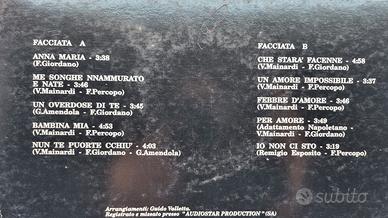 FACCIATA A
ANNA MARIA - 3:38
(F.Giordano)
ME SONGHE NNAMMURATO
E NATE - 3:46
(V.Mainardi - F.Percopo)
UN OVERDOSE DI TE - 3:45
(G.Amendola - F.Percopo)
BAMBINA MIA - 4:53
(V.Mainardi - F.Percopo)
NUN TE PUORTE CCHIU' - 4:03
(V.Mainardi - F.Giordano - G.Amendola)
FACCIATA B
CHE STARA' FACENNE - 4:58
(V.Mainardi - F.Giordano)
UN AMORE IMPOSSIBILE - 3:37
(V.Mainardi - F.Percopo)
FEBBRE D'AMORE - 3:46
(V.Mainardi - F.Percopo)
PER AMORE - 3:49
(Adattamento Napoletano -
V.Mainardi - F.Giordano)
IO NON CI STO - 3:19
(Remigio Esposito - F.Percopo)
Arrangiamenti: Guido Valletta.
Registrato e missato presso "AUDIOSTAR PRODUCTION" (SA)
subito